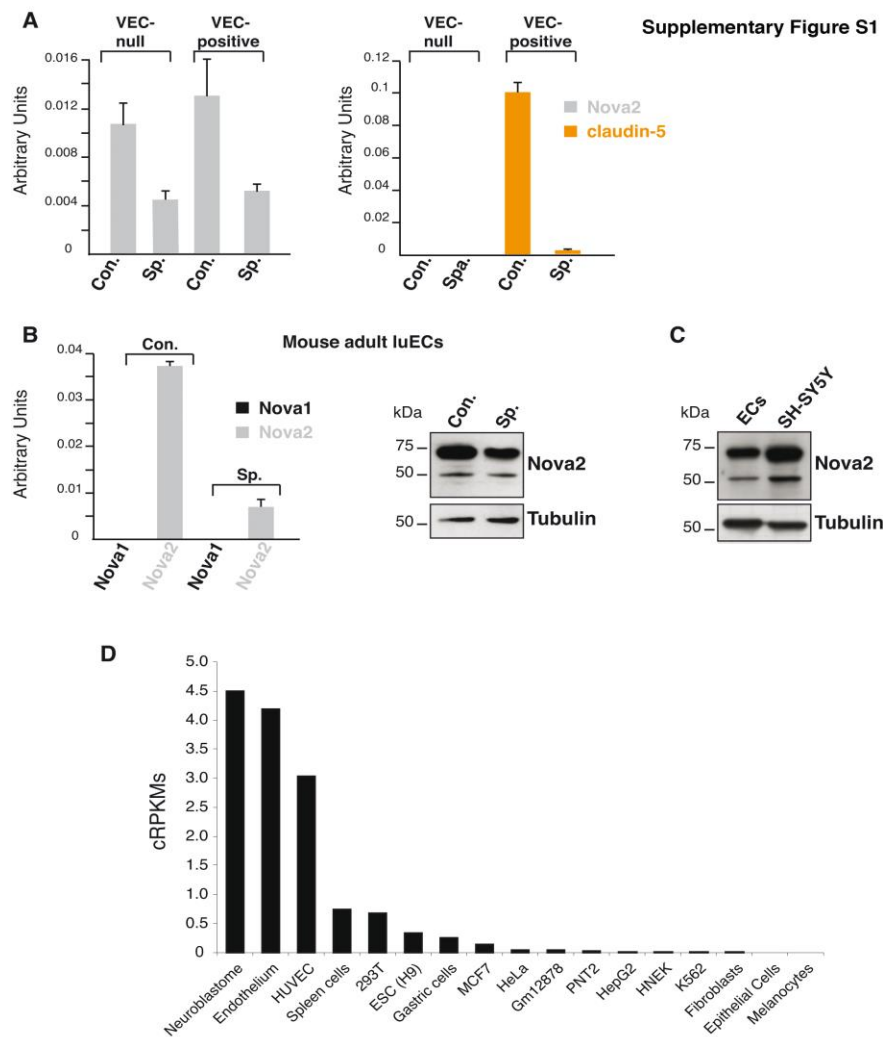 Supplementary Figure S1
A
VEC-
null
VEC-
positive
Arbitrary Units
0.016
0.012
0.008
0.004
0
Con.
Sp.
Con.
Sp.
VEC-
null
VEC-
positive
Arbitrary Units
0.1
0.08
0.06
0.04
0.02
0
Con.
Spa.
Con.
Sp.
Nova2
claudin-5
B
Mouse adult luECs
Con.
Sp.
Arbitrary Units
0.04
0.03
0.02
0.01
0
Nova1
Nova2
Nova1
Nova2
Nova1
Nova2
kDa
Con.
Sp.
75
50
Nova2
50
Tubulin
C
kDa
ECs
SH-SY5Y
75
50
Nova2
50
Tubulin
D
cRPKMs
5.0
4.5
4.0
3.5
3.0
2.5
2.0
1.5
1.0
0.5
0
Neuroblastome
Endothelium
HUVEC
Spleen cells
293T
ESC (H9)
Gastric cells
MCF7
HeLa
Gm12878
PNT2
HepG2
HNEK
K562
Fibroblasts
Epithelial Cells
Melanocytes